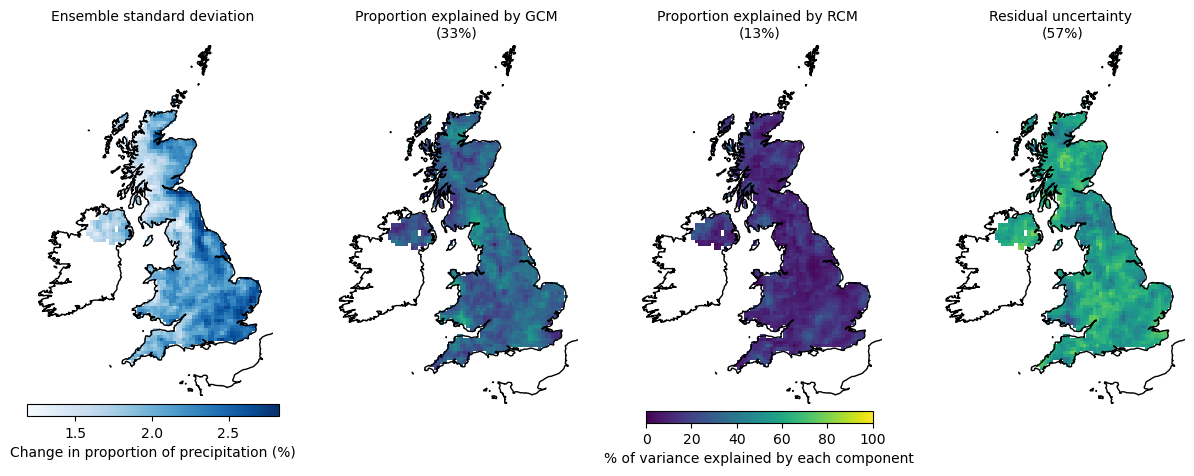 Ensemble standard deviation
Proportion explained by GCM
(33%)
Proportion explained by RCM
(13%)
Residual uncertainty
(57%)
1.5 2.0 2.5
Change in proportion of precipitation (%)
0 20 40 60 80 100
% of variance explained by each component